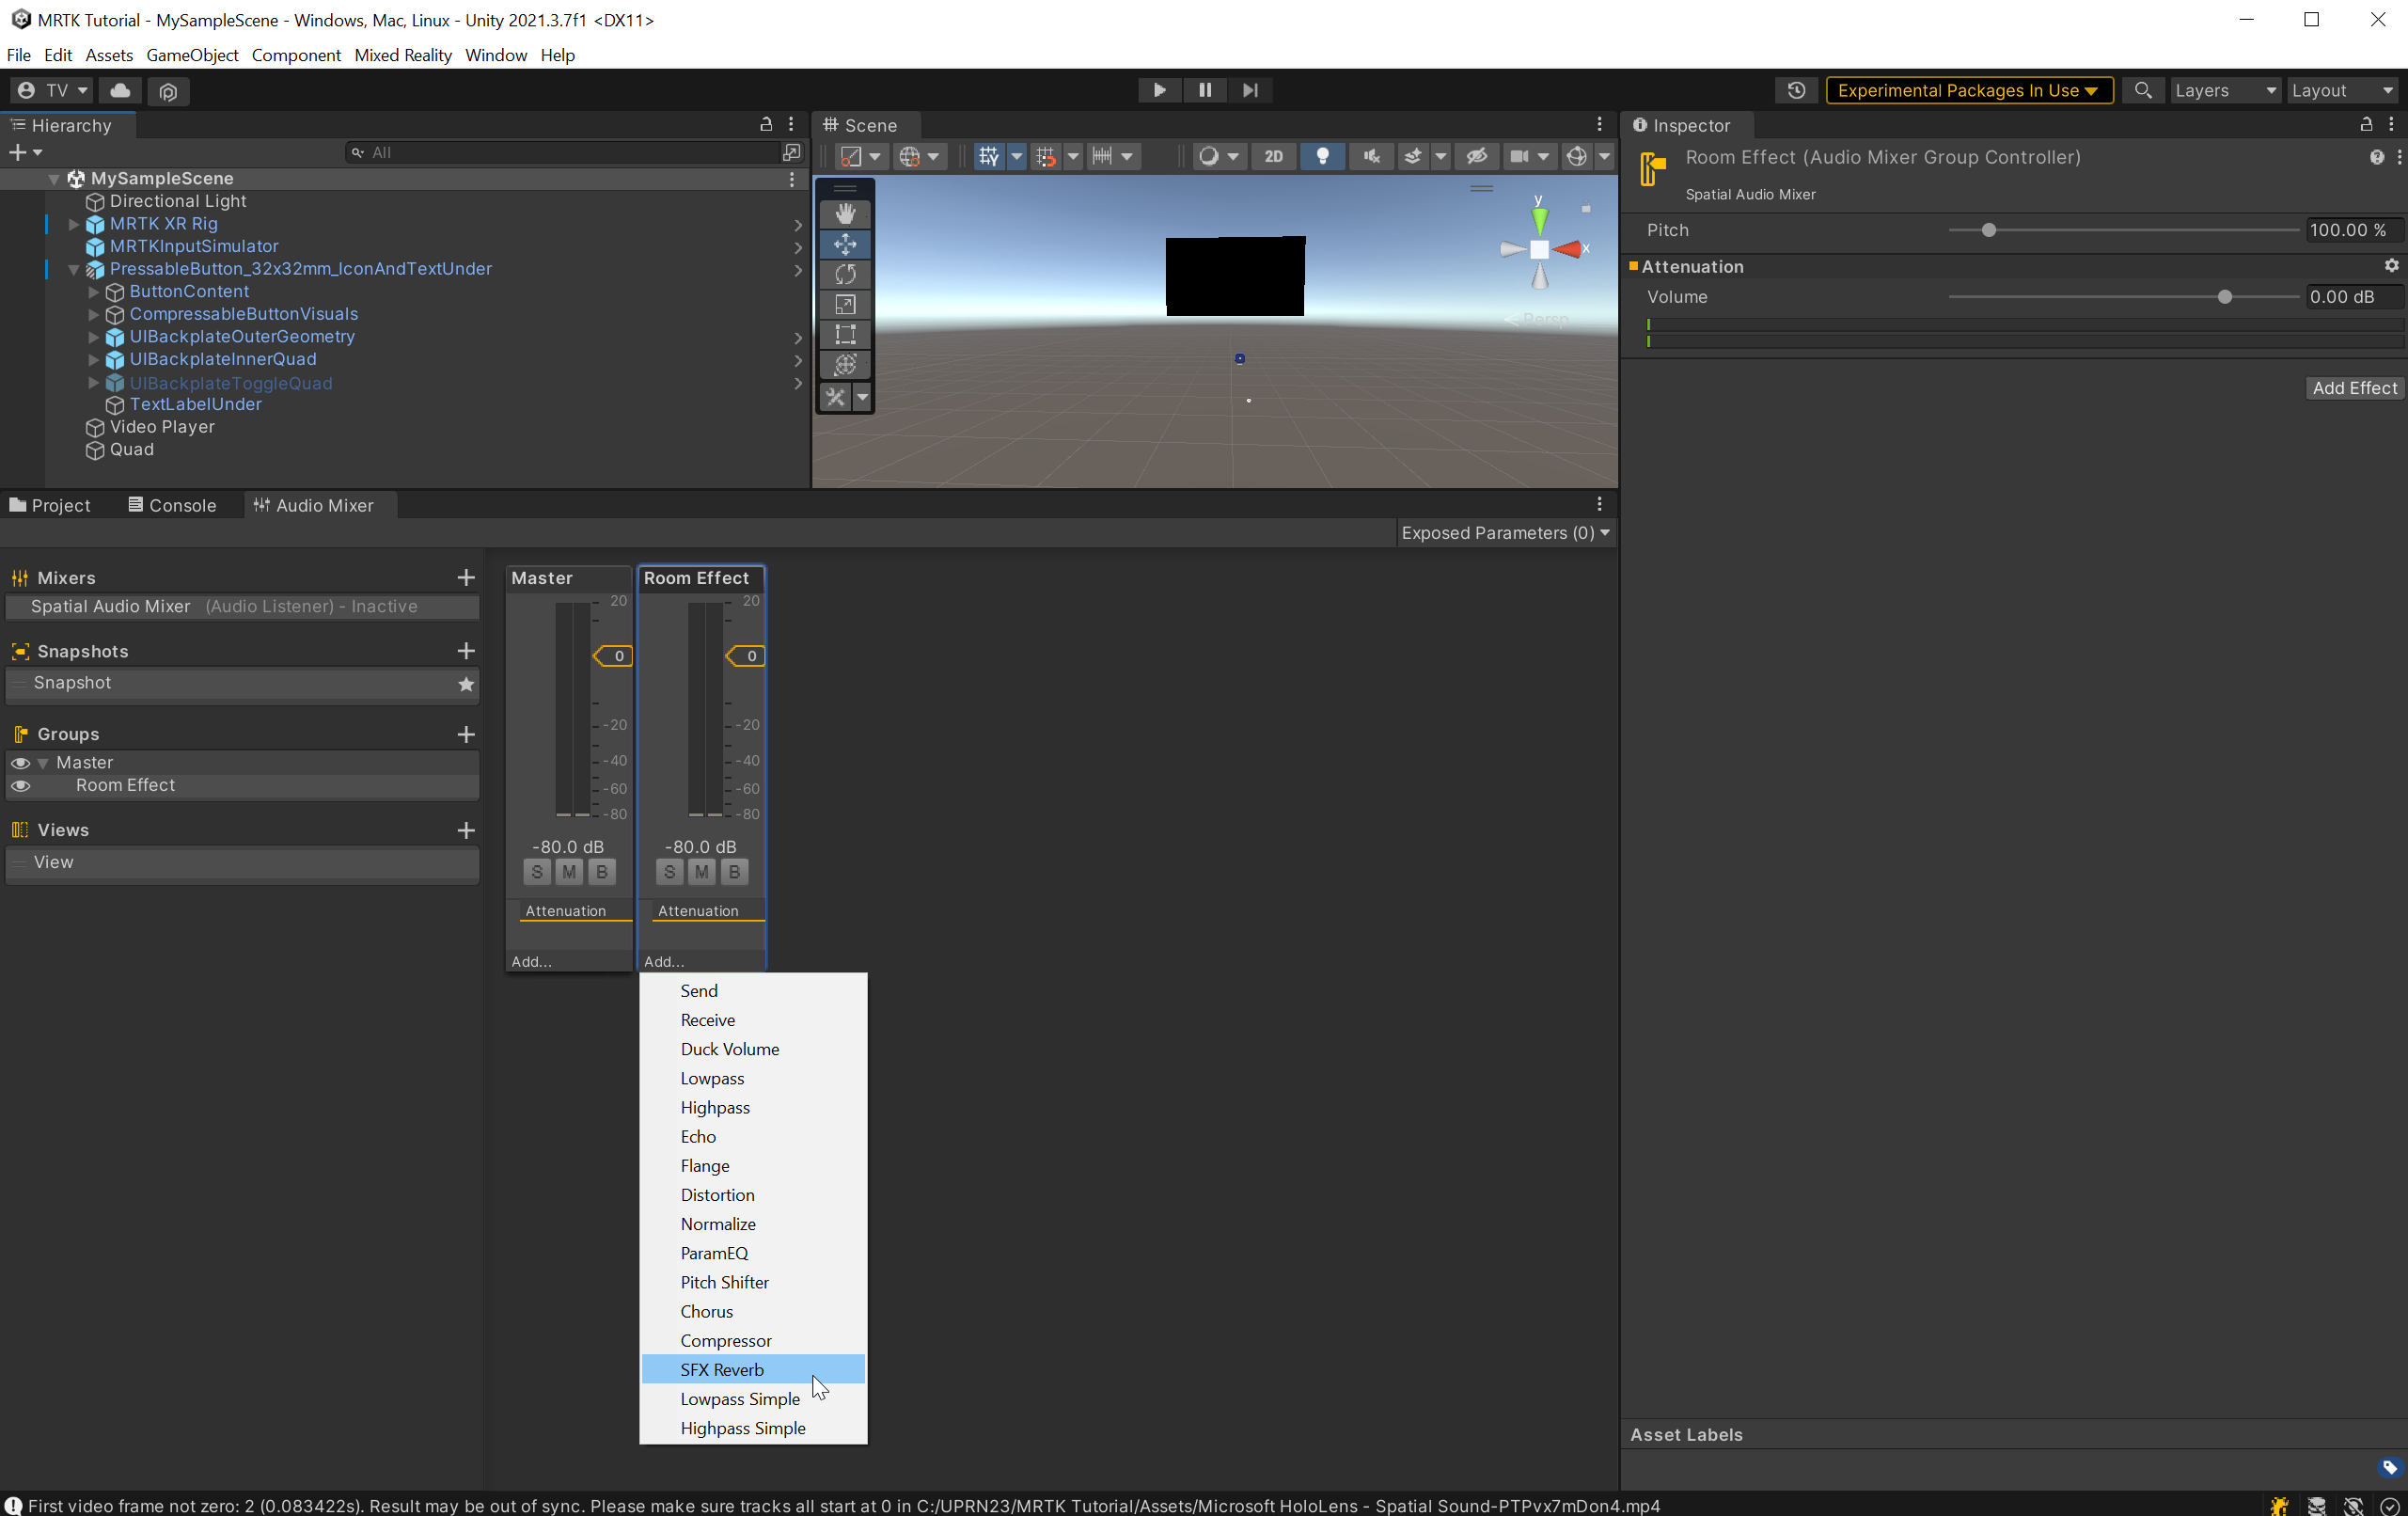 MRTK Tutorial - MySampleScene - Windows, Mac, Linux - Unity 2021.3.7f1 <DX11>
File Edit Assets GameObject Component Mixed Reality Window Help
TV
Experimental Packages In Use
Layers
Layout
Hierarchy
All
MySampleScene
Directional Light
MRTK XR Rig
MRTKInputSimulator
PressableButton_32x32mm_IconAndTextUnder
ButtonContent
CompressableButtonVisuals
UIBackplateOuterGeometry
UIBackplateInnerQuad
UIBackplateToggleQuad
TextLabelUnder
Video Player
Quad
Scene
2D
y
x
Persp
Inspector
Room Effect (Audio Mixer Group Controller)
Spatial Audio Mixer
Pitch
100.00 %
Attenuation
Volume
0.00 dB
Add Effect
Project
Console
Audio Mixer
Exposed Parameters (0)
Mixers
Spatial Audio Mixer (Audio Listener) - Inactive
Snapshots
Snapshot
Groups
Master
Room Effect
Views
View
Master
20
0
-20
-40
-60
-80
-80.0 dB
S M B
Attenuation
Add...
Room Effect
20
0
-20
-40
-60
-80
-80.0 dB
S M B
Attenuation
Add...
Send
Receive
Duck Volume
Lowpass
Highpass
Echo
Flange
Distortion
Normalize
ParamEQ
Pitch Shifter
Chorus
Compressor
SFX Reverb
Lowpass Simple
Highpass Simple
Asset Labels
First video frame not zero: 2 (0.083422s). Result may be out of sync. Please make sure tracks all start at 0 in C:/UPRN23/MRTK Tutorial/Assets/Microsoft HoloLens - Spatial Sound-PTPvx7mDon4.mp4